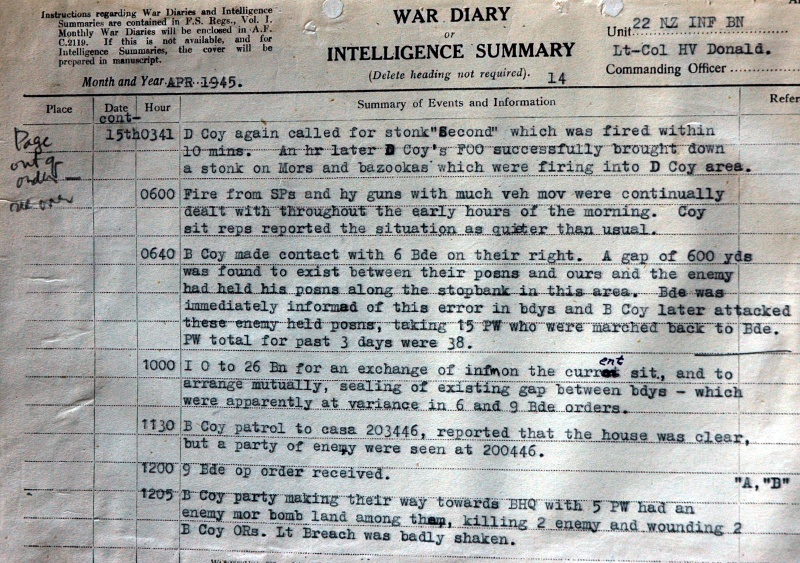 Instructions regarding War Diaries and Intelligence
Summaries are contained in F.S. Regs., Vol. I.
Monthly War Diaries will be enclosed in A.F.
C.2119. If this is not available, and for
Intelligence Summaries, the cover will be
prepared in manuscript.
Month and Year APR 1945.
WAR DIARY
or
INTELLIGENCE SUMMARY
(Delete heading not required).
14
Unit 22 NZ INF BN
Lt-Col HV Donald.
Commanding Officer
Place Date Hour Summary of Events and Information Refer
cont-
Page
out of
order
15th 0341 D Coy again called for stonk "Second" which was fired within
10 mins. An hr later D Coy's FOO successfully brought down
a stonk on Mors and bazookas which were firing into D Coy area.
0600 Fire from SPs and hy guns with much veh mov were continually
dealt with throughout the early hours of the morning. Coy
sit reps reported the situation as quieter than usual.
0640 B Coy made contact with 6 Bde on their right. A gap of 600 yds
was found to exist between their posns and ours and the enemy
had held his posns along the stopbank in this area. Bde was
immediately informed of this error in bdys and B Coy later attacked
these enemy held posns, taking 15 PW who were marched back to Bde.
PW total for past 3 days were 38.
1000 I O to 26 Bn for an exchange of inf on the current sit., and to
arrange mutually, sealing of existing gap between bdys - which
were apparently at variance in 6 and 9 Bde orders.
1130 B Coy patrol to casa 203446, reported that the house was clear,
but a party of enemy were seen at 200446.
1200 9 Bde op order received.
"A,"B"
1205 B Coy party making their way towards BHQ with 5 PW had an
enemy mor bomb land among them, killing 2 enemy and wounding 2
B Coy ORs. Lt Breach was badly shaken.